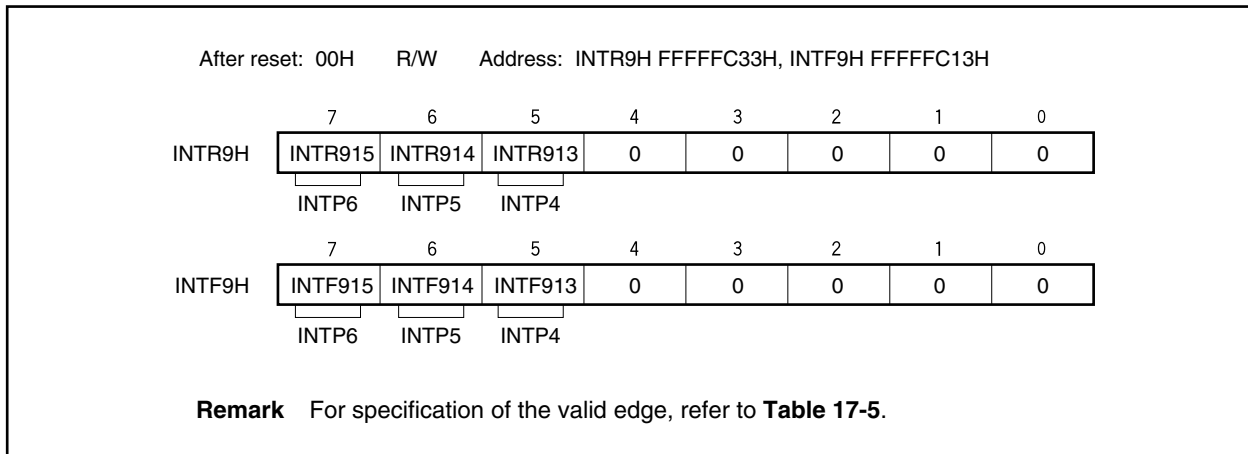 After reset: 00H R/W Address: INTR9H FFFFFC33H, INTF9H FFFFFC13H
7 6 5 4 3 2 1 0
INTR9H INTR915 INTR914 INTR913 0 0 0 0 0
INTP6 INTP5 INTP4
7 6 5 4 3 2 1 0
INTF9H INTF915 INTF914 INTF913 0 0 0 0 0
INTP6 INTP5 INTP4
Remark For specification of the valid edge, refer to Table 17-5.